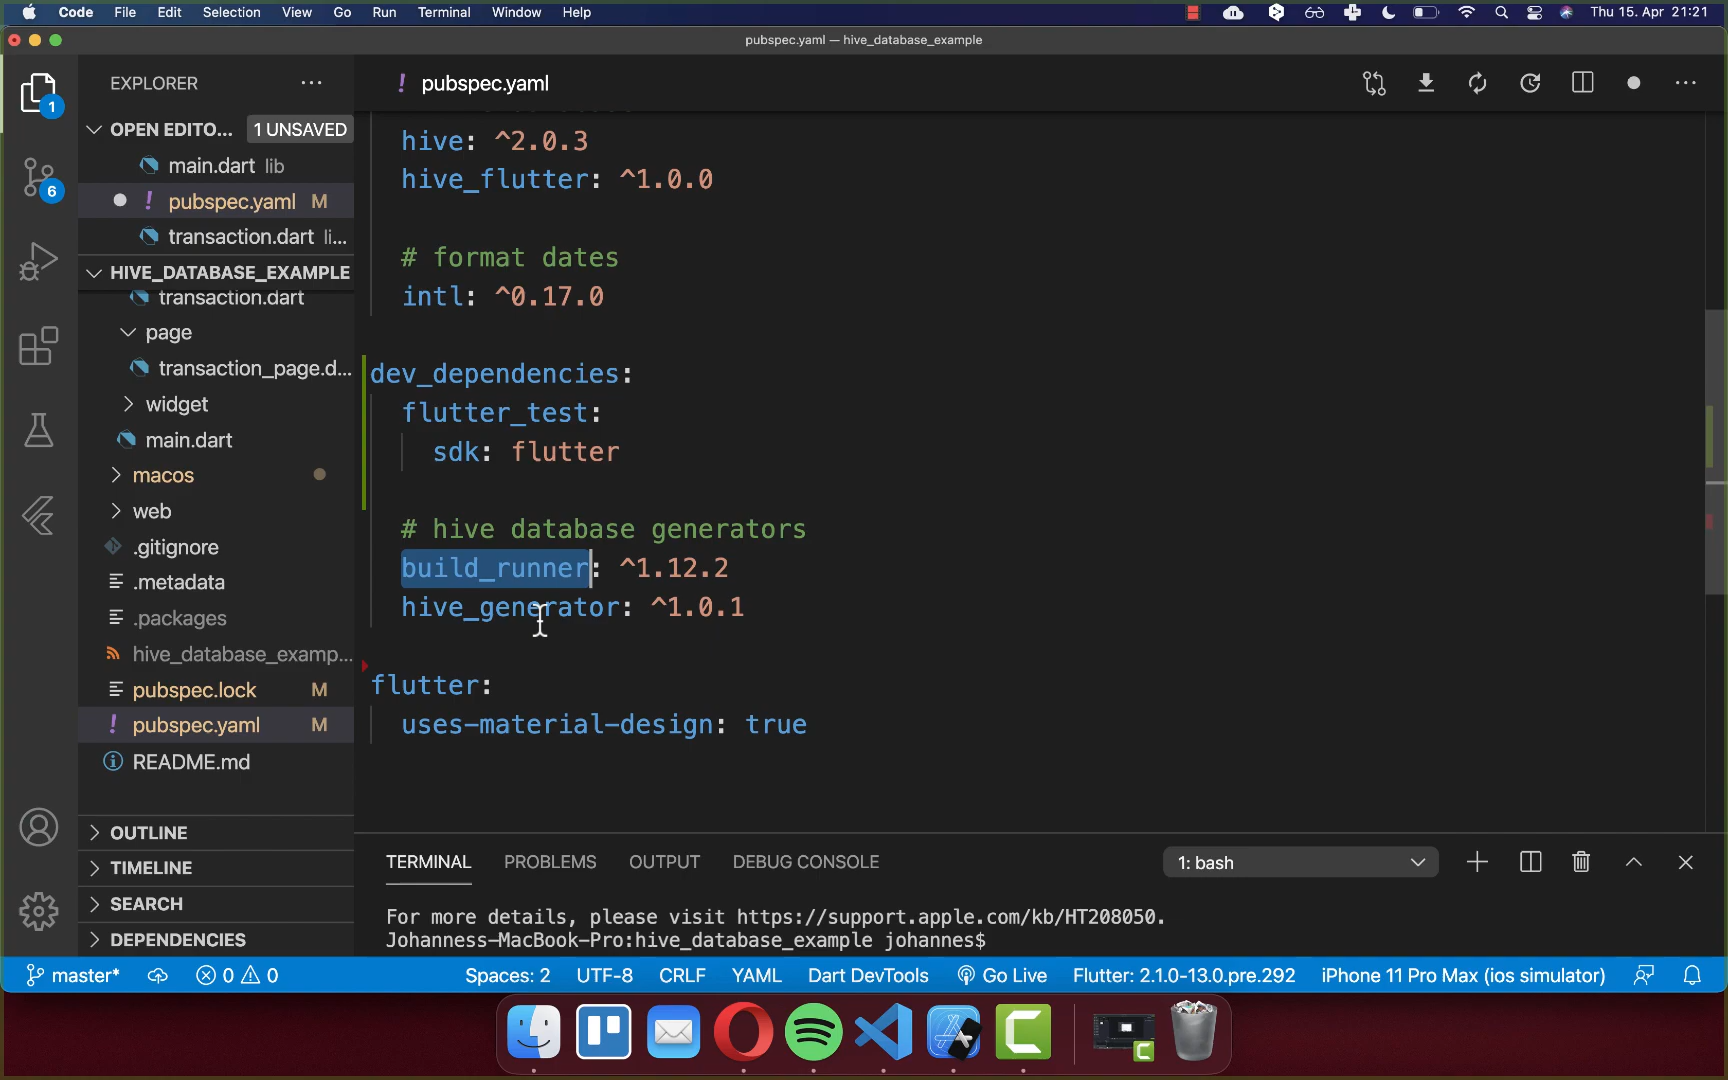 Code File Edit Selection View Go Run Terminal Window Help Thu 15. Apr 21:21
pubspec.yaml — hive_database_example
EXPLORER
1
OPEN EDITO... 1 UNSAVED
main.dart lib
pubspec.yaml M
transaction.dart li...
6
HIVE_DATABASE_EXAMPLE
transaction.dart
page
transaction_page.d...
widget
main.dart
macos
web
.gitignore
.metadata
.packages
hive_database_examp...
pubspec.lock M
pubspec.yaml M
README.md
OUTLINE
TIMELINE
SEARCH
DEPENDENCIES
pubspec.yaml
hive: ^2.0.3
hive_flutter: ^1.0.0
# format dates
intl: ^0.17.0
dev_dependencies:
flutter_test:
sdk: flutter
# hive database generators
build_runner: ^1.12.2
hive_generator: ^1.0.1
flutter:
uses-material-design: true
TERMINAL PROBLEMS OUTPUT DEBUG CONSOLE 1: bash
For more details, please visit https://support.apple.com/kb/HT208050.
Johanness-MacBook-Pro:hive_database_example johannes$
master* 0 0 Spaces: 2 UTF-8 CRLF YAML Dart DevTools Go Live Flutter: 2.1.0-13.0.pre.292 iPhone 11 Pro Max (ios simulator)